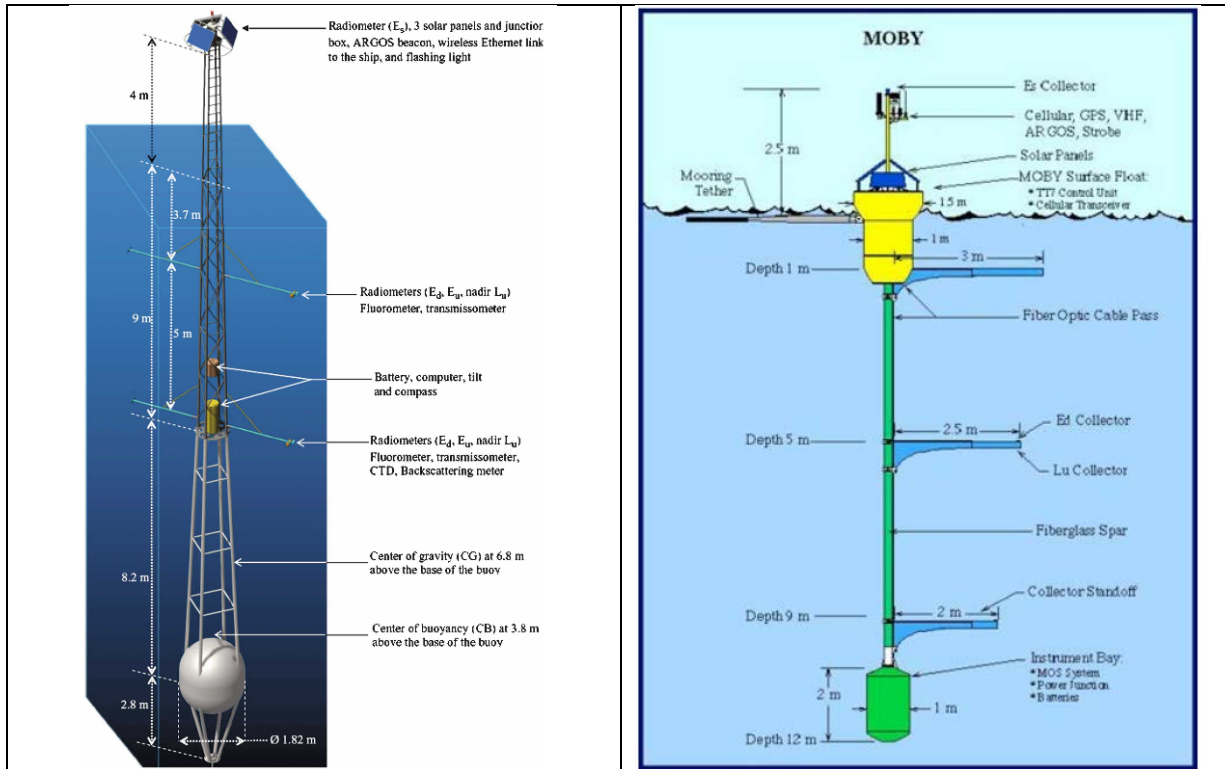 Radiometer (Es), 3 solar panels and junction
box, ARGOS beacon, wireless Ethernet link
to the ship, and flashing light
4 m
3.7 m
9 m
5 m
Radiometers (Ed, Eu, nadir Lu)
Fluorometer, transmissometer
Battery, computer, tilt
and compass
Radiometers (Ed, Eu, nadir Lu)
Fluorometer, transmissometer,
CTD, Backscattering meter
Center of gravity (CG) at 6.8 m
above the base of the buoy
8.2 m
Center of buoyancy (CB) at 3.8 m
above the base of the buoy
2.8 m
Ø 1.82 m
MOBY
Es Collector
Cellular, GPS, VHF,
ARGOS, Strobe
2.5 m
Solar Panels
Mooring
Tether
MOBY Surface Float:
* TT7 Control Unit
* Cellular Transceiver
1.5 m
1 m
3 m
Depth 1 m
Fiber Optic Cable Pass
2.5 m
Ed Collector
Depth 5 m
Lu Collector
Fiberglass Spar
Collector Standoff
Depth 9 m
2 m
Instrument Bay:
* MOS System
* Power Junction
* Batteries
2 m
1 m
Depth 12 m